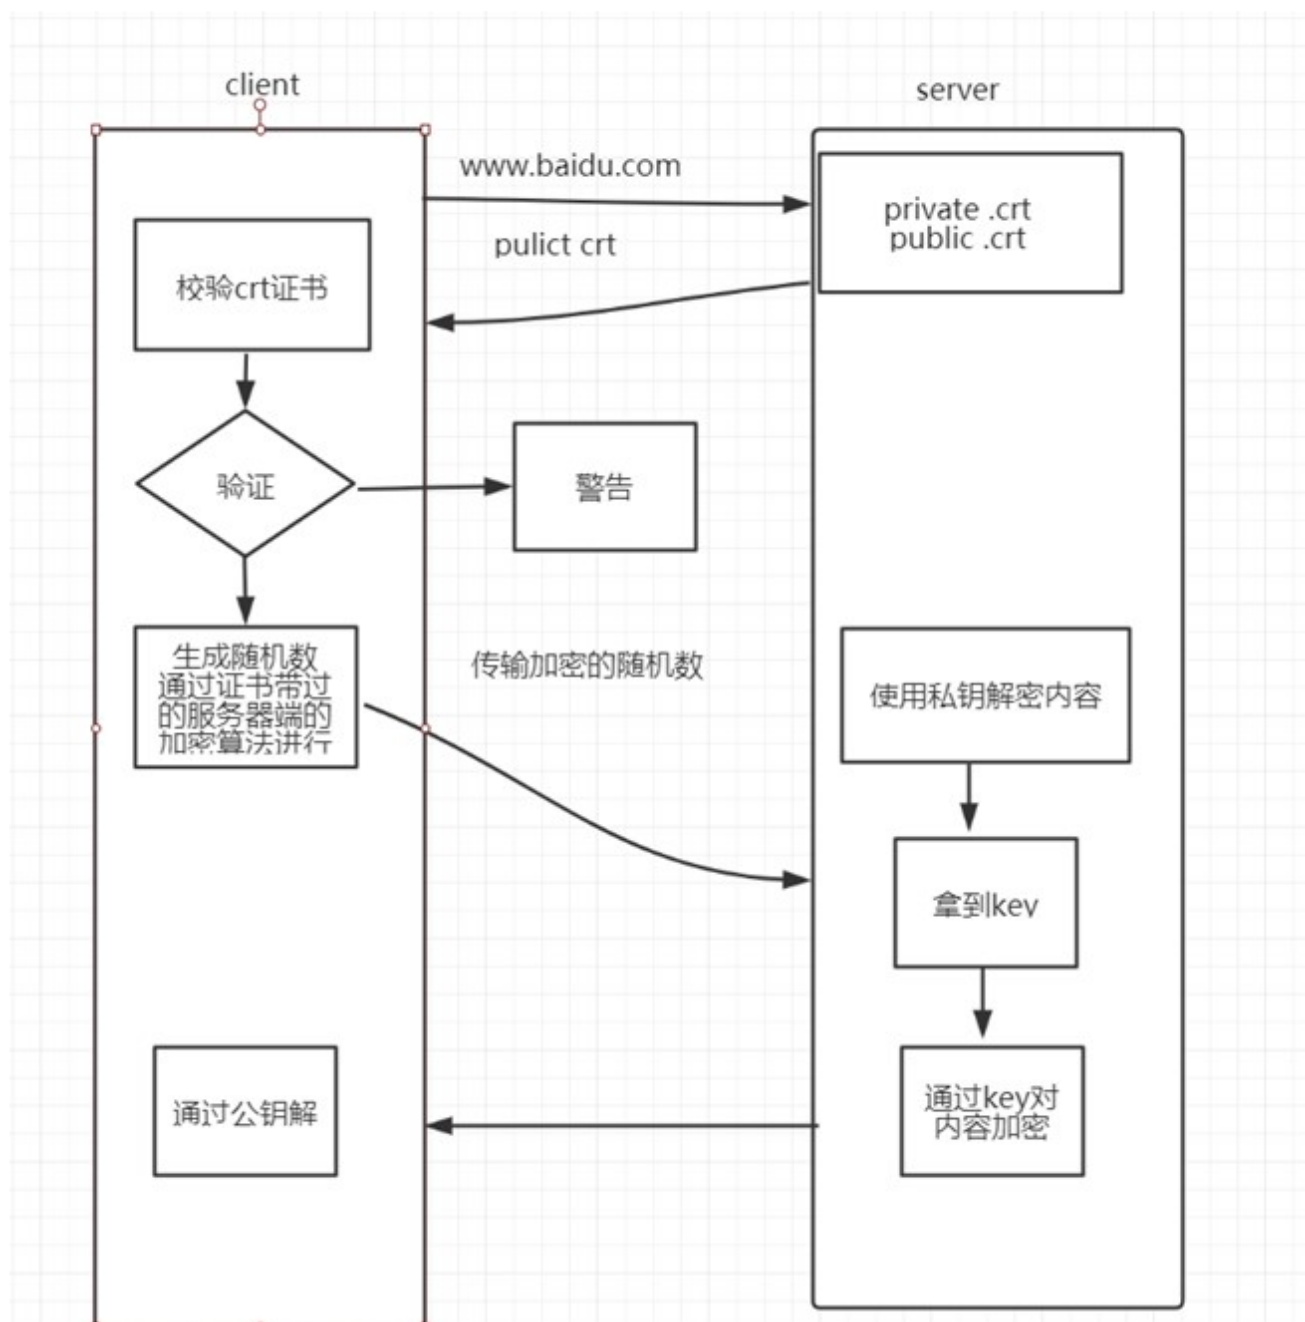 client
server
www.baidu.com
private .crt
public .crt
pulict crt
校验crt证书
验证
警告
生成随机数
通过证书带过
的服务器端的
加密算法进行
传输加密的随机数
使用私钥解密内容
拿到key
通过公钥解
通过key对
内容加密